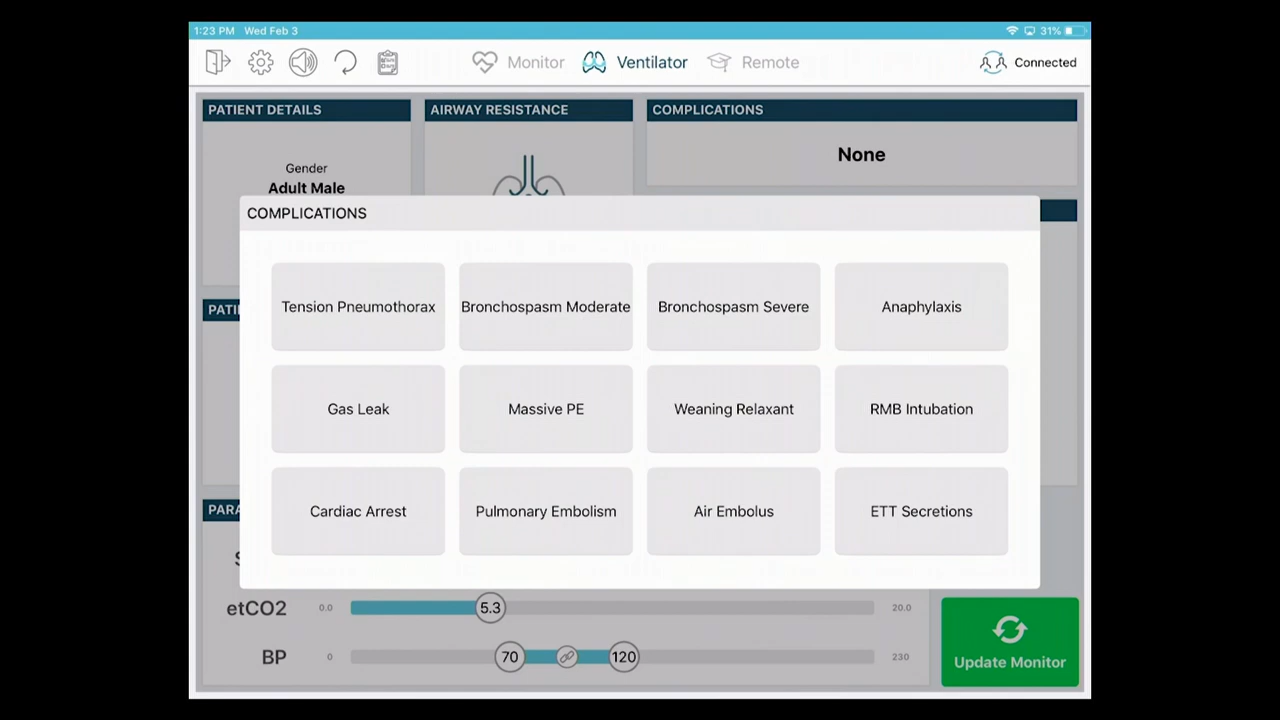 1:23 PM Wed Feb 3
31%
Monitor
Ventilator
Remote
Connected
PATIENT DETAILS
AIRWAY RESISTANCE
COMPLICATIONS
Gender
Adult Male
None
COMPLICATIONS
Tension Pneumothorax
Bronchospasm Moderate
Bronchospasm Severe
Anaphylaxis
Gas Leak
Massive PE
Weaning Relaxant
RMB Intubation
Cardiac Arrest
Pulmonary Embolism
Air Embolus
ETT Secretions
PATI
PARA
S
etCO2
0.0
5.3
20.0
BP
0
70
120
230
Update Monitor